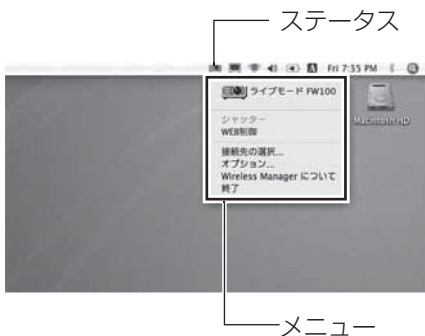 ステータス
Fri 7:35 PM
ライブモード FW100
Macintosh HD
シャッター
WEB制御
接続先の選択...
オプション...
Wireless Manager について
終了
メニュー